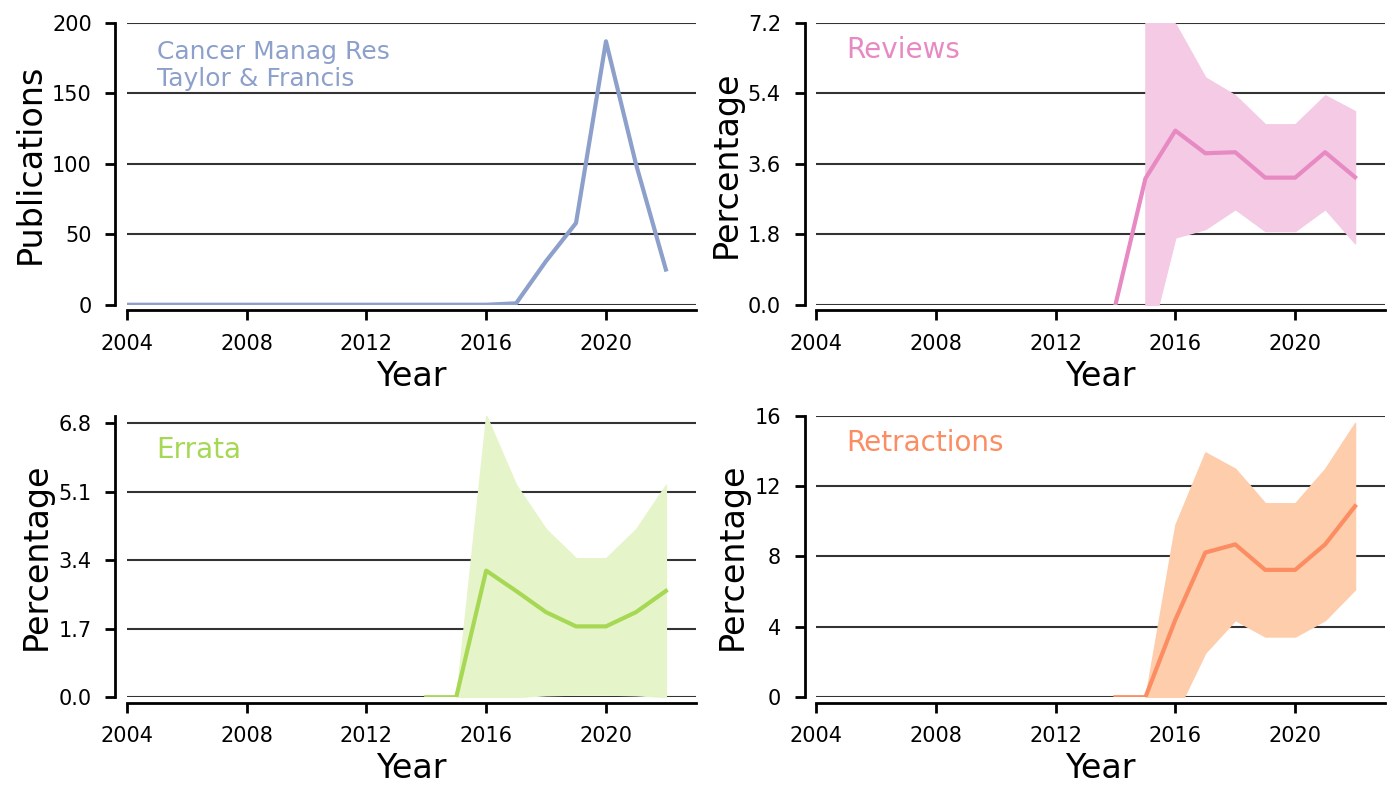 Cancer Manag Res
Taylor & Francis
Publications
200
150
100
50
0
2004 2008 2012 2016 2020
Year
Reviews
Percentage
7.2
5.4
3.6
1.8
0.0
2004 2008 2012 2016 2020
Year
Errata
Percentage
6.8
5.1
3.4
1.7
0.0
2004 2008 2012 2016 2020
Year
Retractions
Percentage
16
12
8
4
0
2004 2008 2012 2016 2020
Year